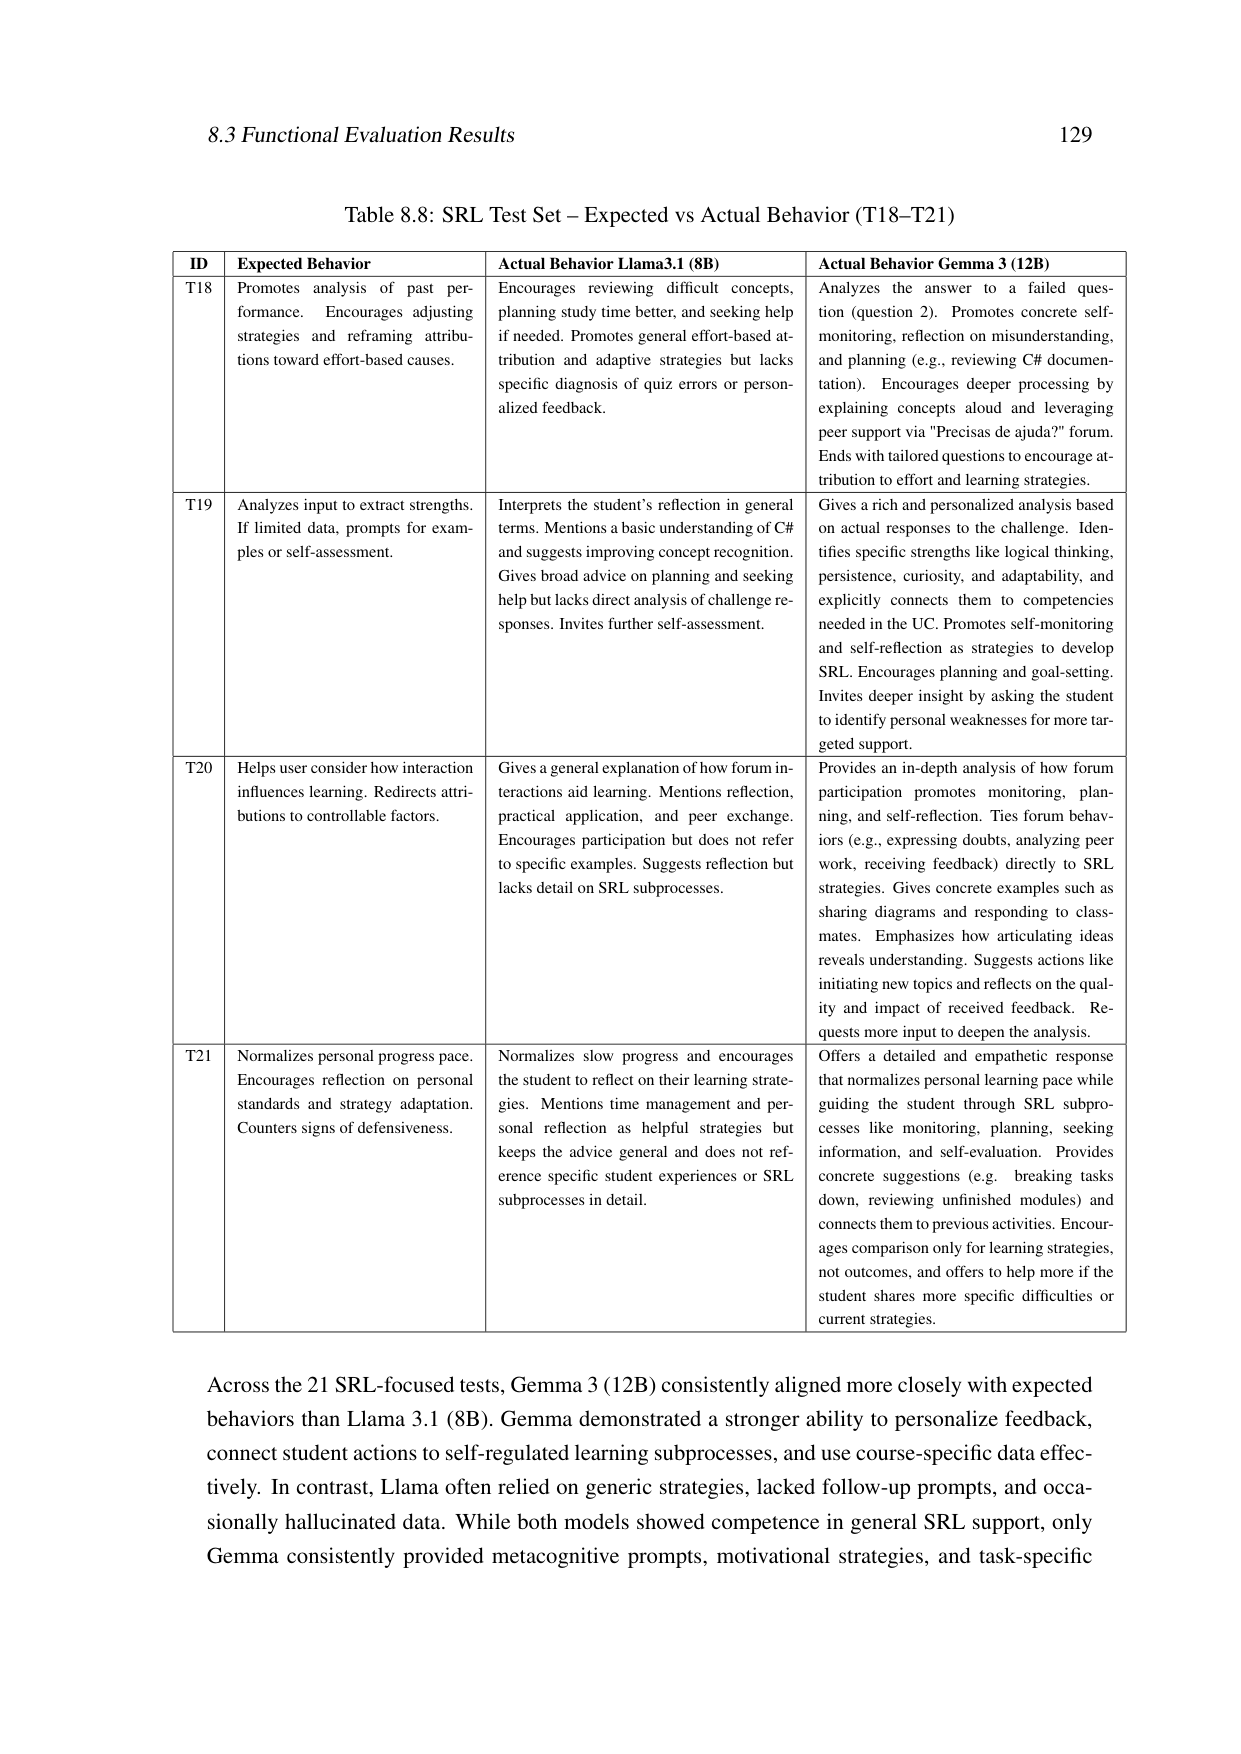 8.3 Functional Evaluation Results 129
Table 8.8: SRL Test Set – Expected vs Actual Behavior (T18–T21)
ID Expected Behavior Actual Behavior Llama3.1 (8B) Actual Behavior Gemma 3 (12B)
T18
Promotes analysis of past per-
formance. Encourages adjusting
strategies and reframing attribu-
tions toward effort-based causes.
Encourages reviewing difficult concepts,
planning study time better, and seeking help
if needed. Promotes general effort-based at-
tribution and adaptive strategies but lacks
specific diagnosis of quiz errors or person-
alized feedback.
Analyzes the answer to a failed ques-
tion (question 2). Promotes concrete self-
monitoring, reflection on misunderstanding,
and planning (e.g., reviewing C# documen-
tation). Encourages deeper processing by
explaining concepts aloud and leveraging
peer support via "Precisas de ajuda?" forum.
Ends with tailored questions to encourage at-
tribution to effort and learning strategies.
T19
Analyzes input to extract strengths.
If limited data, prompts for exam-
ples or self-assessment.
Interprets the student’s reflection in general
terms. Mentions a basic understanding of C#
and suggests improving concept recognition.
Gives broad advice on planning and seeking
help but lacks direct analysis of challenge re-
sponses. Invites further self-assessment.
Gives a rich and personalized analysis based
on actual responses to the challenge. Iden-
tifies specific strengths like logical thinking,
persistence, curiosity, and adaptability, and
explicitly connects them to competencies
needed in the UC. Promotes self-monitoring
and self-reflection as strategies to develop
SRL. Encourages planning and goal-setting.
Invites deeper insight by asking the student
to identify personal weaknesses for more tar-
geted support.
T20
Helps user consider how interaction
influences learning. Redirects attri-
butions to controllable factors.
Gives a general explanation of how forum in-
teractions aid learning. Mentions reflection,
practical application, and peer exchange.
Encourages participation but does not refer
to specific examples. Suggests reflection but
lacks detail on SRL subprocesses.
Provides an in-depth analysis of how forum
participation promotes monitoring, plan-
ning, and self-reflection. Ties forum behav-
iors (e.g., expressing doubts, analyzing peer
work, receiving feedback) directly to SRL
strategies. Gives concrete examples such as
sharing diagrams and responding to class-
mates. Emphasizes how articulating ideas
reveals understanding. Suggests actions like
initiating new topics and reflects on the qual-
ity and impact of received feedback. Re-
quests more input to deepen the analysis.
T21
Normalizes personal progress pace.
Encourages reflection on personal
standards and strategy adaptation.
Counters signs of defensiveness.
Normalizes slow progress and encourages
the student to reflect on their learning strate-
gies. Mentions time management and per-
sonal reflection as helpful strategies but
keeps the advice general and does not ref-
erence specific student experiences or SRL
subprocesses in detail.
Offers a detailed and empathetic response
that normalizes personal learning pace while
guiding the student through SRL subpro-
cesses like monitoring, planning, seeking
information, and self-evaluation. Provides
concrete suggestions (e.g. breaking tasks
down, reviewing unfinished modules) and
connects them to previous activities. Encour-
ages comparison only for learning strategies,
not outcomes, and offers to help more if the
student shares more specific difficulties or
current strategies.
Across the 21 SRL-focused tests, Gemma 3 (12B) consistently aligned more closely with expected
behaviors than Llama 3.1 (8B). Gemma demonstrated a stronger ability to personalize feedback,
connect student actions to self-regulated learning subprocesses, and use course-specific data effec-
tively. In contrast, Llama often relied on generic strategies, lacked follow-up prompts, and occa-
sionally hallucinated data. While both models showed competence in general SRL support, only
Gemma consistently provided metacognitive prompts, motivational strategies, and task-specific